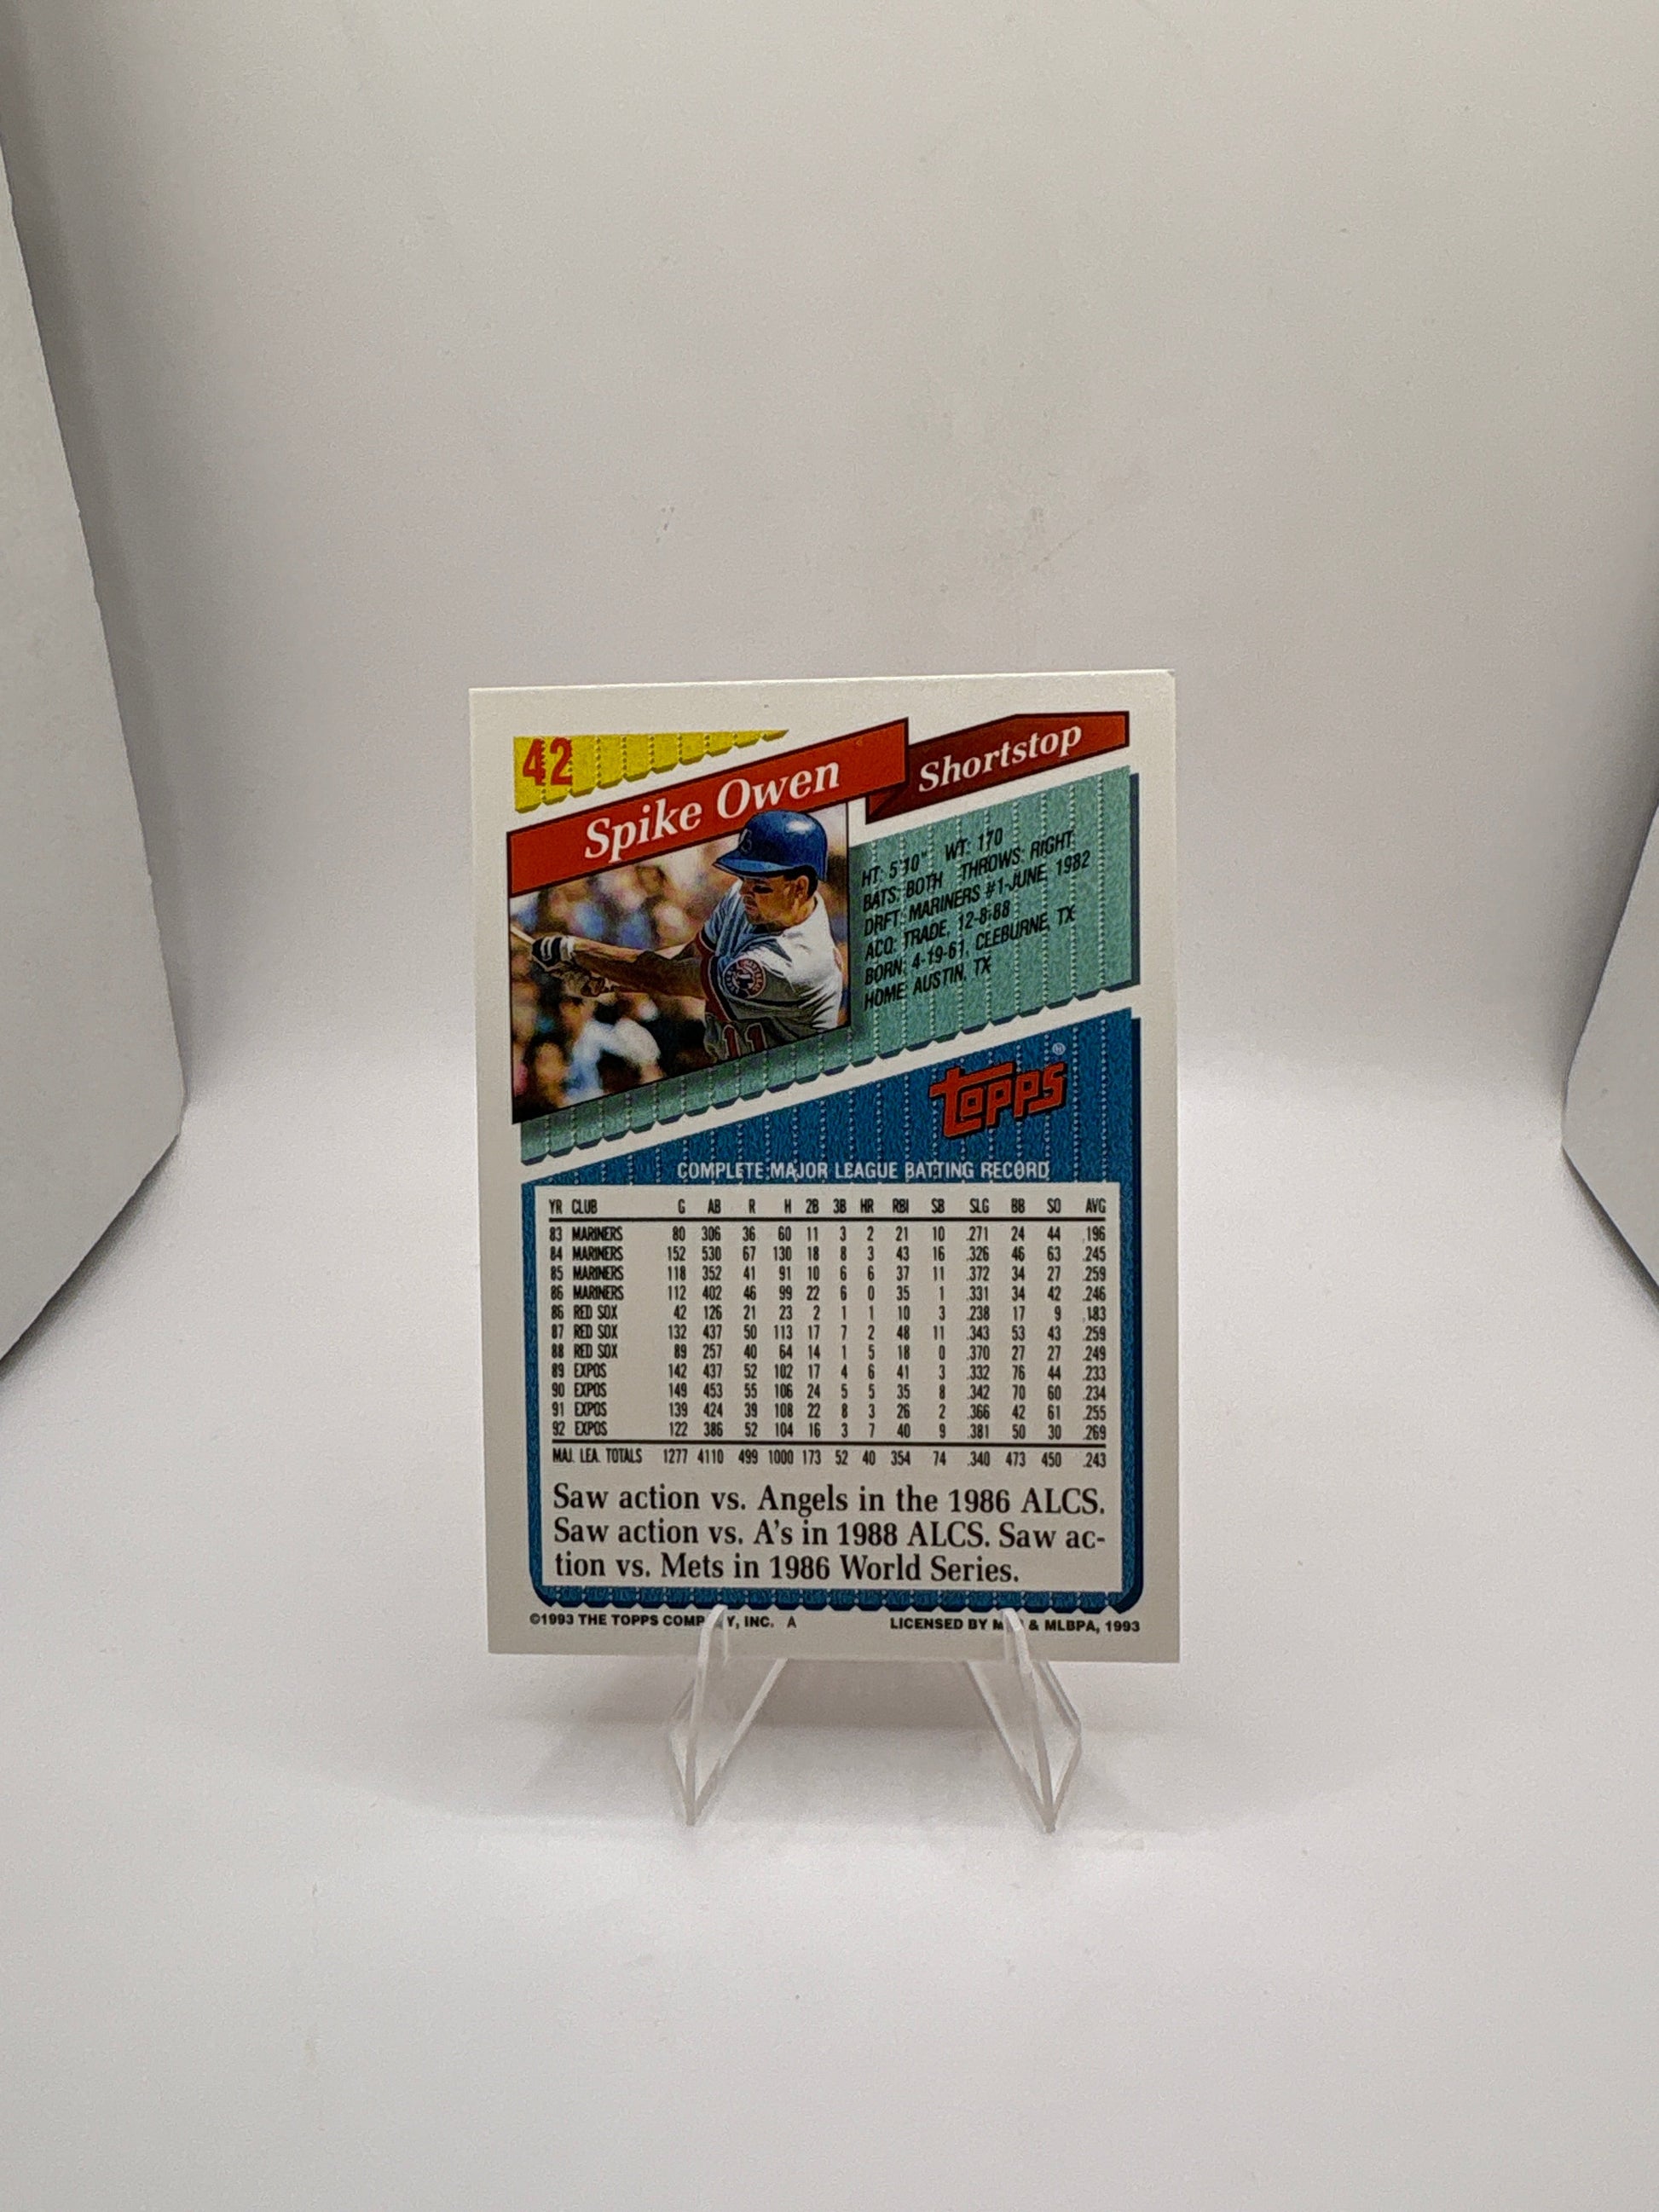 42
Spike Owen
Shortstop
HT: 5'10" WT: 170
BATS: BOTH THROWS: RIGHT
DRFT: MARINERS #1-JUNE, 1982
ACQ: TRADE, 12-8-88
BORN: 4-19-61, CLEBURNE, TX
HOME: AUSTIN, TX
11
topps®
COMPLETE MAJOR LEAGUE BATTING RECORD
YR CLUB G AB R H 2B 3B HR RBI SB SLG BB SO AVG
83 MARINERS 80 306 36 60 11 3 2 21 10 .271 24 44 .196
84 MARINERS 152 530 67 130 18 8 3 43 16 .326 46 63 .245
85 MARINERS 118 352 41 91 10 6 6 37 11 .372 34 27 .259
86 MARINERS 112 402 46 99 22 6 0 35 1 .331 34 42 .246
86 RED SOX 42 126 21 23 2 1 1 10 3 .238 17 9 .183
87 RED SOX 132 437 50 113 17 7 2 48 11 .343 53 43 .259
88 RED SOX 89 257 40 64 14 1 5 18 0 .370 27 27 .249
89 EXPOS 142 437 52 102 17 4 6 41 3 .332 76 44 .233
90 EXPOS 149 453 55 106 24 5 5 35 8 .342 70 60 .234
91 EXPOS 139 424 39 108 22 8 3 26 2 .366 42 61 .255
92 EXPOS 122 386 52 104 16 3 7 40 9 .381 50 30 .269
MAJ. LEA. TOTALS 1277 4110 499 1000 173 52 40 354 74 .340 473 450 .243
Saw action vs. Angels in the 1986 ALCS.
Saw action vs. A's in 1988 ALCS. Saw ac-
tion vs. Mets in 1986 World Series.
©1993 THE TOPPS COMPANY, INC. A LICENSED BY MLB & MLBPA, 1993